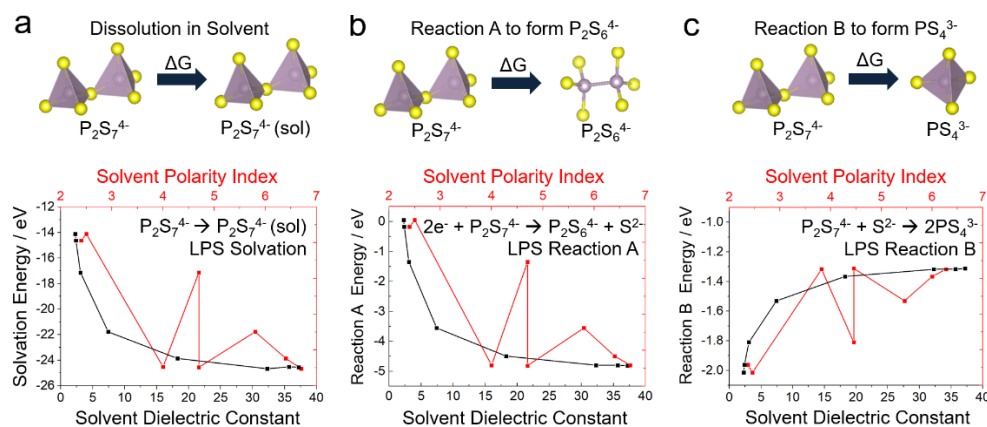 a
Dissolution in Solvent
ΔG
P₂S₇⁴⁻
P₂S₇⁴⁻ (sol)
Solvent Polarity Index
2 3 4 5 6 7
-12
-14
-16
-18
-20
-22
-24
-26
Solvation Energy / eV
P₂S₇⁴⁻ → P₂S₇⁴⁻ (sol)
LPS Solvation
0 5 10 15 20 25 30 35 40
Solvent Dielectric Constant
b
Reaction A to form P₂S₆⁴⁻
ΔG
P₂S₇⁴⁻
P₂S₆⁴⁻
Solvent Polarity Index
2 3 4 5 6 7
0
-1
-2
-3
-4
-5
Reaction A Energy / eV
2e⁻ + P₂S₇⁴⁻ → P₂S₆⁴⁻ + S²⁻
LPS Reaction A
0 5 10 15 20 25 30 35 40
Solvent Dielectric Constant
c
Reaction B to form PS₄³⁻
ΔG
P₂S₇⁴⁻
PS₄³⁻
Solvent Polarity Index
2 3 4 5 6 7
-1.0
-1.2
-1.4
-1.6
-1.8
-2.0
Reaction B Energy / eV
P₂S₇⁴⁻ + S²⁻ → 2PS₄³⁻
LPS Reaction B
0 5 10 15 20 25 30 35 40
Solvent Dielectric Constant